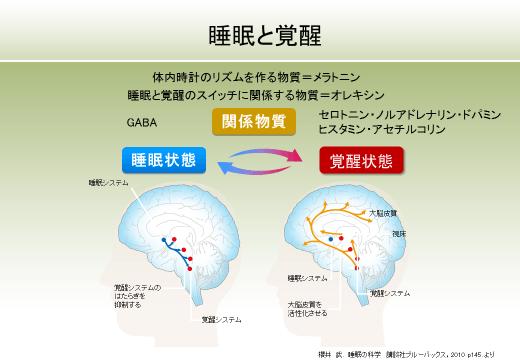 睡眠と覚醒
体内時計のリズムを作る物質＝メラトニン
睡眠と覚醒のスイッチに関係する物質＝オレキシン
GABA
関係物質
セロトニン・ノルアドレナリン・ドパミン
ヒスタミン・アセチルコリン
睡眠状態
覚醒状態
睡眠システム
覚醒システムの
はたらきを
抑制する
覚醒システム
大脳皮質
視床
睡眠システム
大脳皮質を
活性化させる
覚醒システム
櫻井 武. 睡眠の科学 講談社ブルーバックス, 2010. p145. より